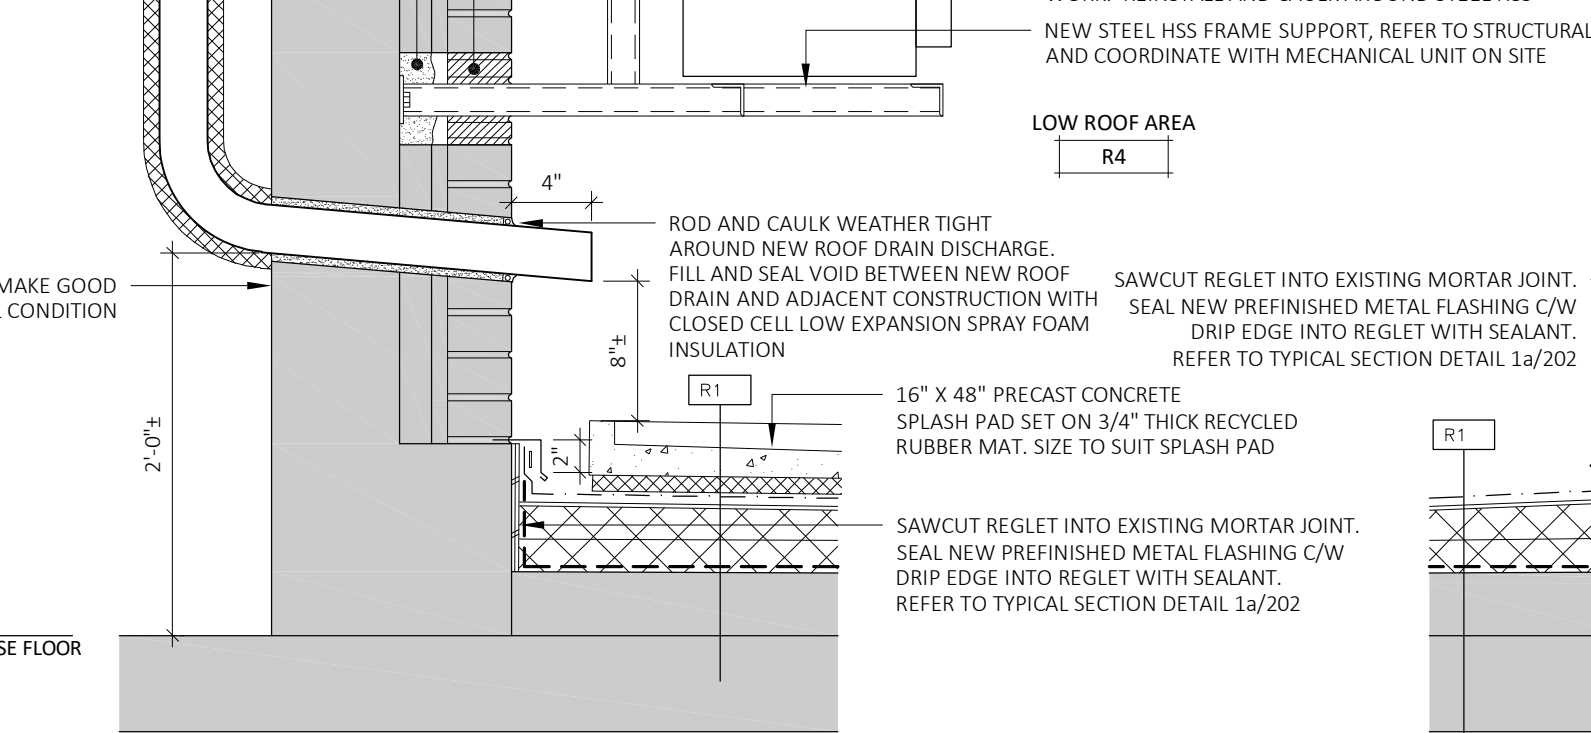 NEW STEEL HSS FRAME SUPPORT, REFER TO STRUCTURAL
AND COORDINATE WITH MECHANICAL UNIT ON SITE
LOW ROOF AREA
R4
4"
ROD AND CAULK WEATHER TIGHT
AROUND NEW ROOF DRAIN DISCHARGE.
FILL AND SEAL VOID BETWEEN NEW ROOF
DRAIN AND ADJACENT CONSTRUCTION WITH
CLOSED CELL LOW EXPANSION SPRAY FOAM
INSULATION
MAKE GOOD
CONDITION
SAWCUT REGLET INTO EXISTING MORTAR JOINT.
SEAL NEW PREFINISHED METAL FLASHING C/W
DRIP EDGE INTO REGLET WITH SEALANT.
REFER TO TYPICAL SECTION DETAIL 1a/202
8"±
R1
16" X 48" PRECAST CONCRETE
SPLASH PAD SET ON 3/4" THICK RECYCLED
RUBBER MAT. SIZE TO SUIT SPLASH PAD
R1
2'-0"±
2"
SAWCUT REGLET INTO EXISTING MORTAR JOINT.
SEAL NEW PREFINISHED METAL FLASHING C/W
DRIP EDGE INTO REGLET WITH SEALANT.
REFER TO TYPICAL SECTION DETAIL 1a/202
SE FLOOR